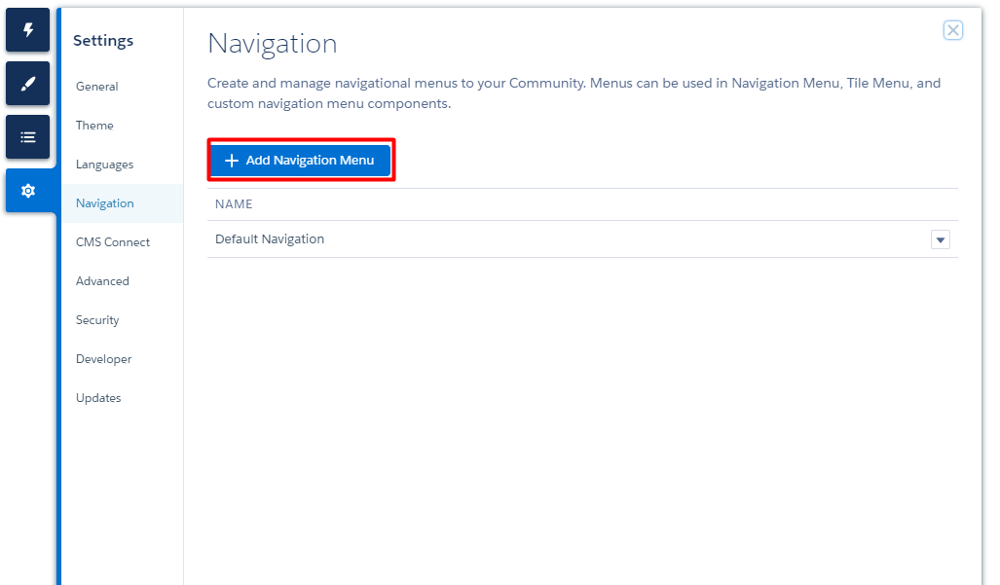 Settings
General
Theme
Languages
Navigation
CMS Connect
Advanced
Security
Developer
Updates
Navigation
Create and manage navigational menus to your Community. Menus can be used in Navigation Menu, Tile Menu, and
custom navigation menu components.
Add Navigation Menu
NAME
Default Navigation